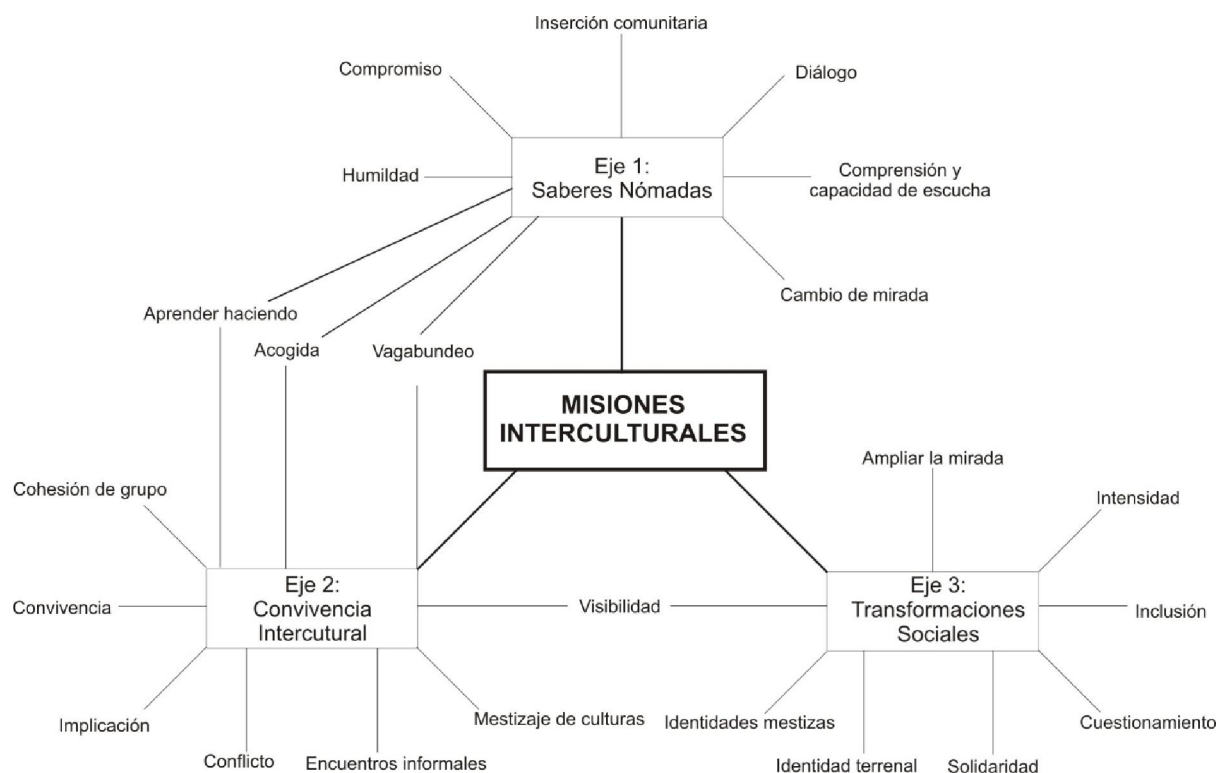 Inserción comunitaria
Compromiso
Diálogo
Eje 1:
Saberes Nómadas
Humildad
Comprensión y
capacidad de escucha
Cambio de mirada
Aprender haciendo
Acogida
Vagabundeo
MISIONES
INTERCULTURALES
Ampliar la mirada
Cohesión de grupo
Intensidad
Eje 2:
Convivencia
Intercutural
Eje 3:
Transformaciones
Sociales
Convivencia
Visibilidad
Inclusión
Implicación
Mestizaje de culturas
Identidades mestizas
Cuestionamiento
Conflicto
Encuentros informales
Identidad terrenal
Solidaridad